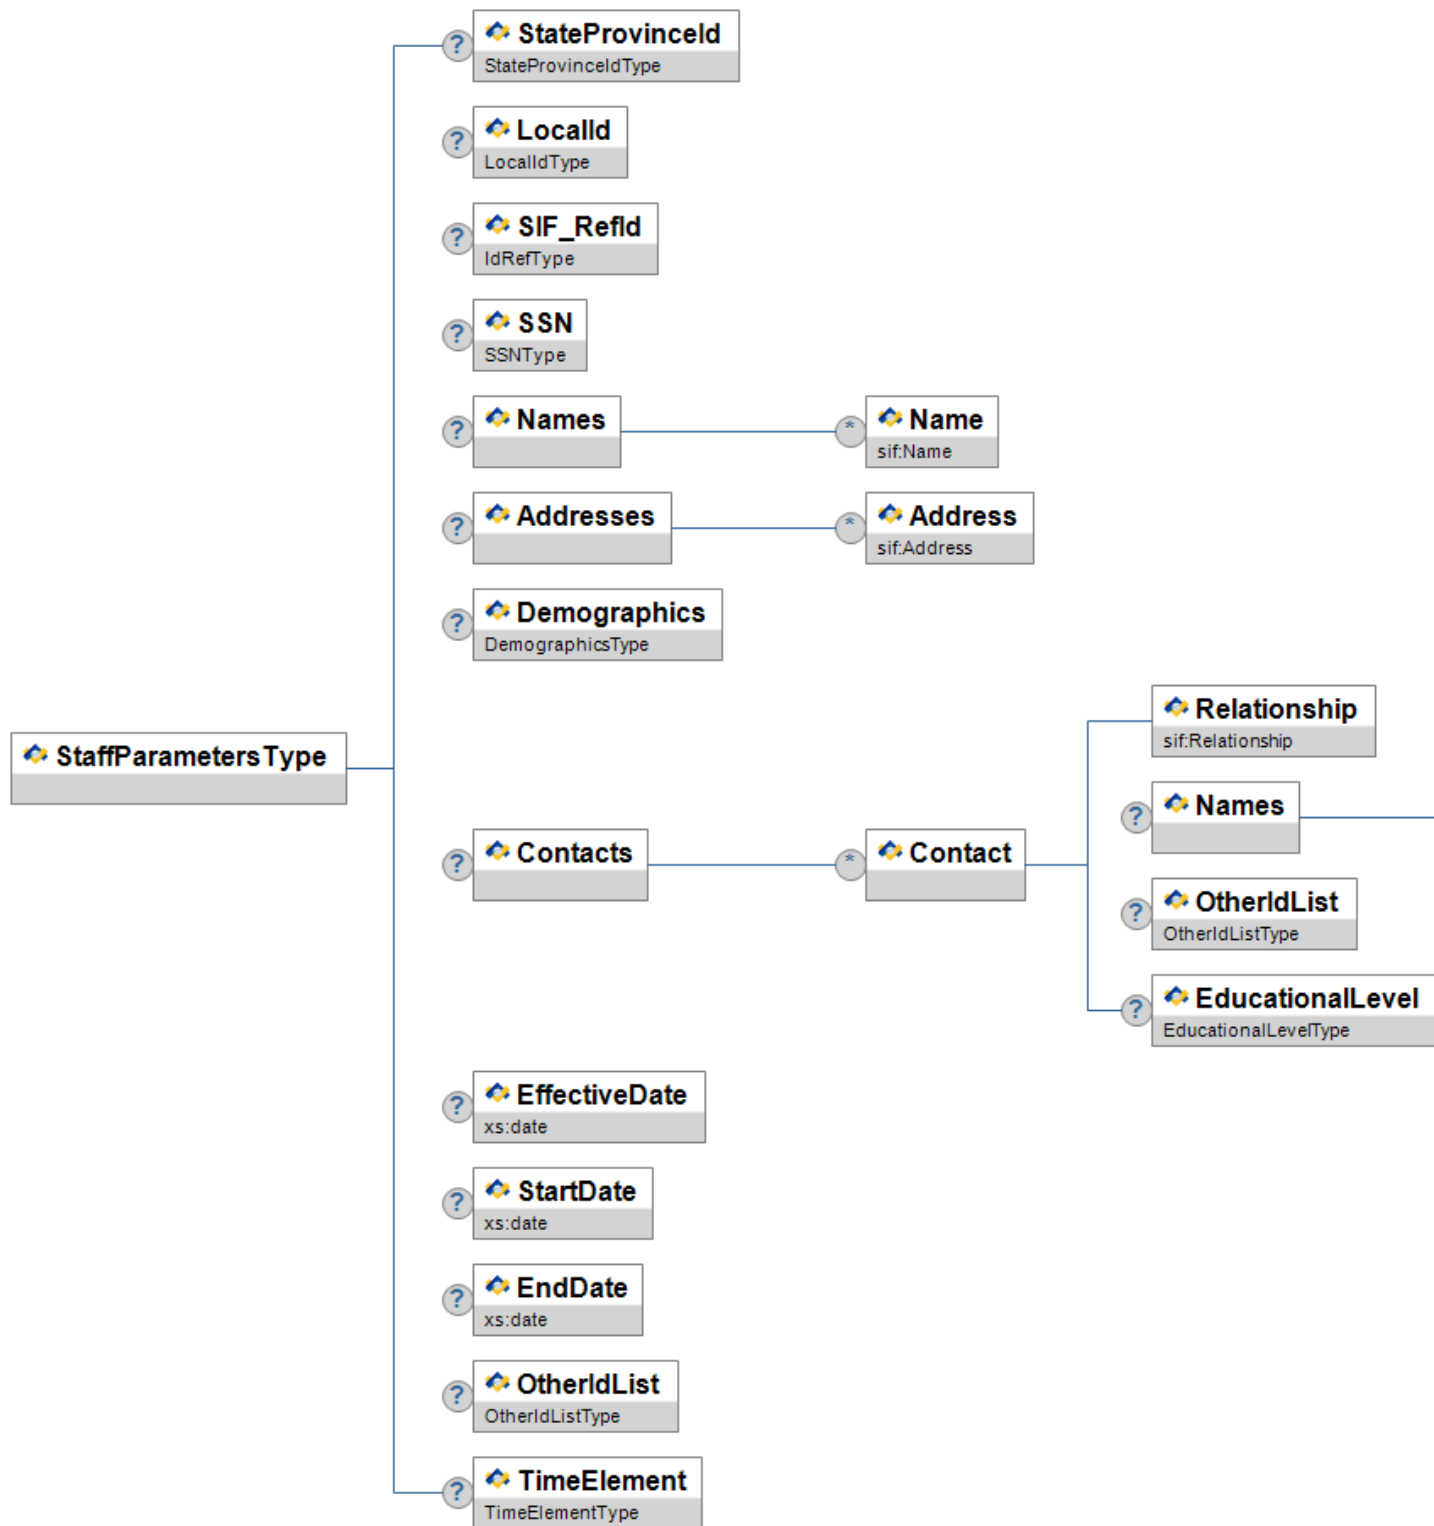 StateProvinceId
StateProvinceIdType
?
LocalId
LocalIdType
?
SIF_RefId
IdRefType
?
SSN
SSNType
?
Names
?
*
Name
sif:Name
Addresses
?
*
Address
sif:Address
Demographics
DemographicsType
?
StaffParametersType
Contacts
?
*
Contact
Relationship
sif:Relationship
Names
?
OtherIdList
OtherIdListType
?
EducationalLevel
EducationalLevelType
?
EffectiveDate
xs:date
?
StartDate
xs:date
?
EndDate
xs:date
?
OtherIdList
OtherIdListType
?
TimeElement
TimeElementType
?